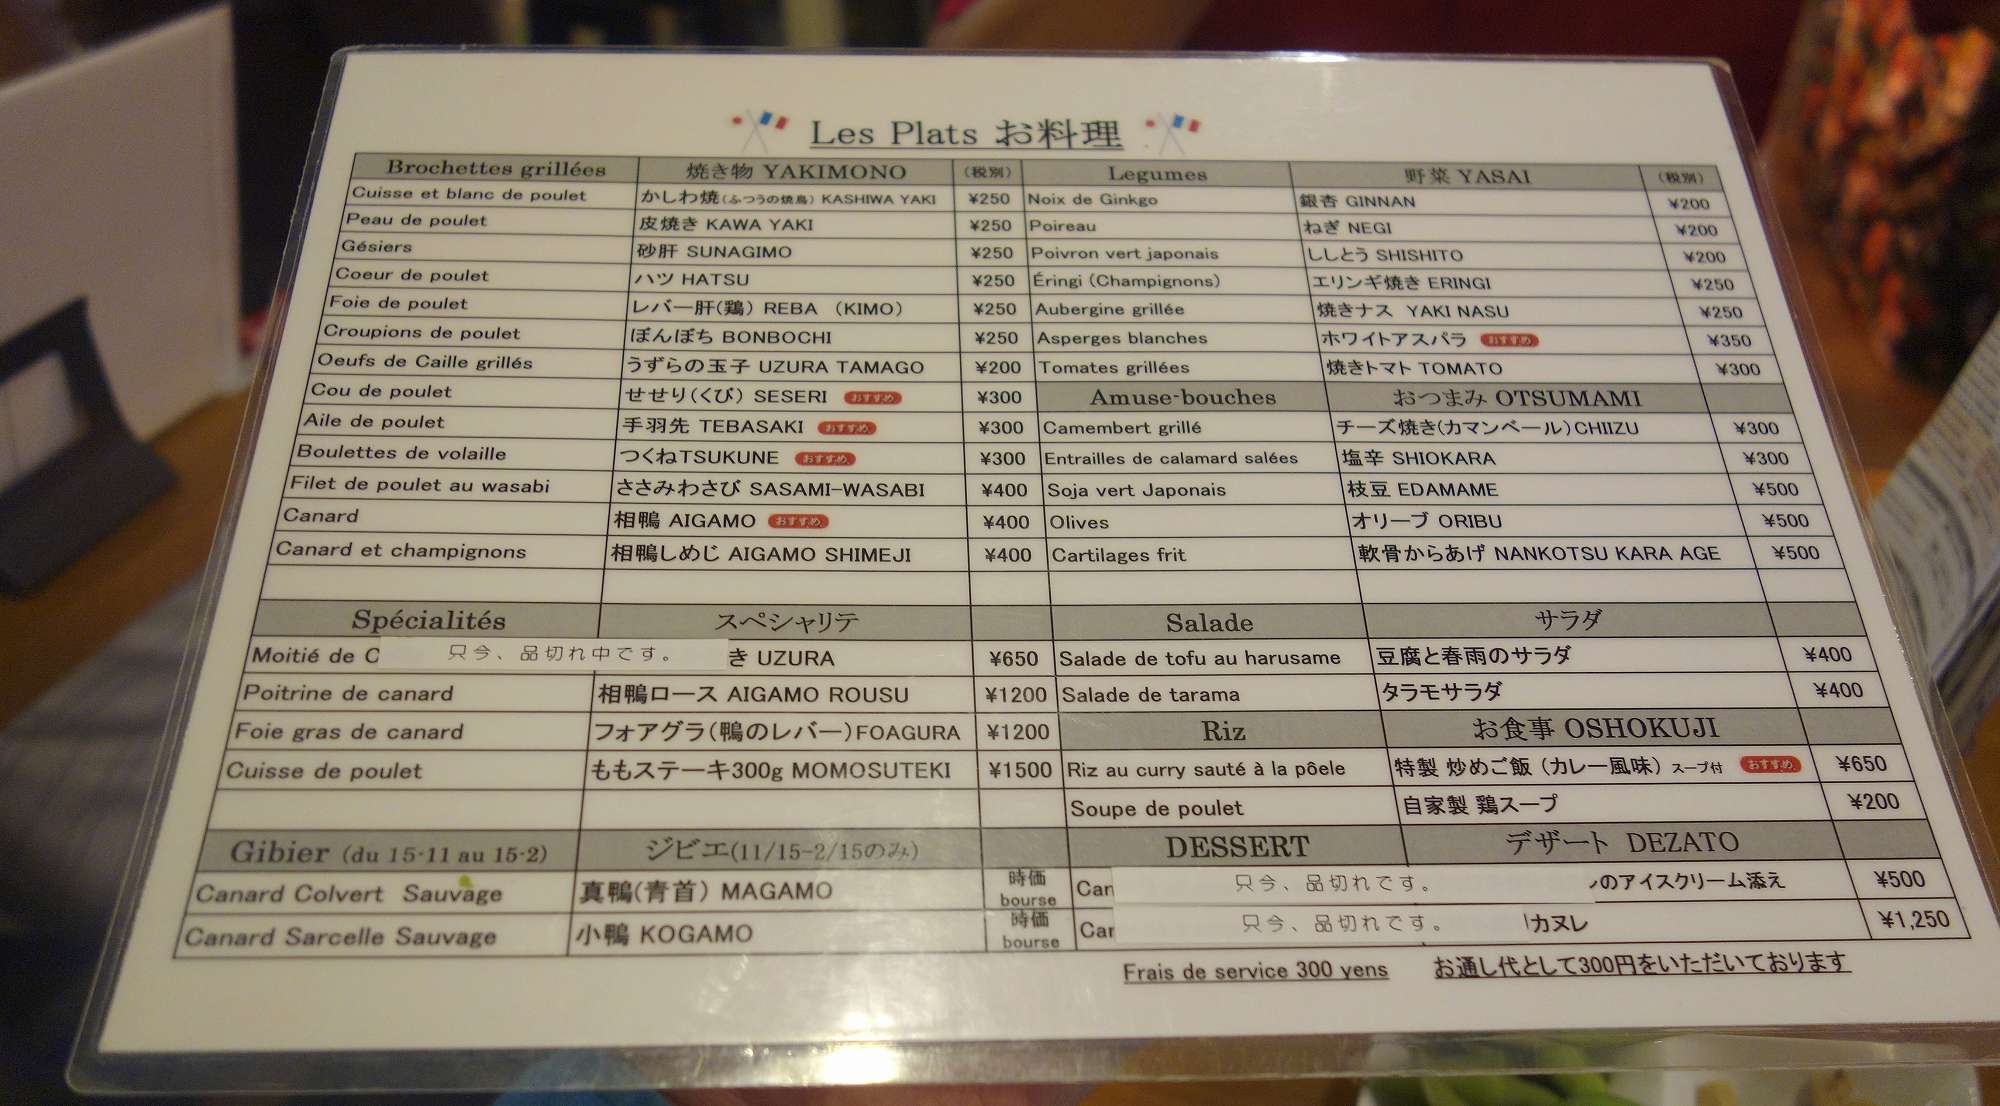 Les Plats お料理
Brochettes grillées 焼き物 YAKIMONO (税別)
Cuisse et blanc de poulet かしわ焼(ふつうの焼鳥) KASHIWA YAKI ¥250
Peau de poulet 皮焼き KAWA YAKI ¥250
Gésiers 砂肝 SUNAGIMO ¥250
Coeur de poulet ハツ HATSU ¥250
Foie de poulet レバー肝(鶏) REBA (KIMO) ¥250
Croupions de poulet ぼんぼち BONBOCHI ¥250
Oeufs de Caille grillés うずらの玉子 UZURA TAMAGO ¥200
Cou de poulet せせり(くび) SESERI おすすめ ¥300
Aile de poulet 手羽先 TEBASAKI おすすめ ¥300
Boulettes de volaille つくねTSUKUNE おすすめ ¥300
Filet de poulet au wasabi ささみわさび SASAMI-WASABI ¥400
Canard 相鴨 AIGAMO おすすめ ¥400
Canard et champignons 相鴨しめじ AIGAMO SHIMEJI ¥400
Spécialités スペシャリテ
Moitié de C 只今、品切れ中です。 き UZURA ¥650
Poitrine de canard 相鴨ロース AIGAMO ROUSU ¥1200
Foie gras de canard フォアグラ(鴨のレバー)FOAGURA ¥1200
Cuisse de poulet ももステーキ300g MOMOSUTEKI ¥1500
Gibier (du 15-11 au 15-2) ジビエ(11/15-2/15のみ)
Canard Colvert Sauvage 真鴨(青首) MAGAMO 時価 bourse
Canard Sarcelle Sauvage 小鴨 KOGAMO 時価 bourse
Legumes 野菜 YASAI (税別)
Noix de Ginkgo 銀杏 GINNAN ¥200
Poireau ねぎ NEGI ¥200
Poivron vert japonais ししとう SHISHITO ¥200
Éringi (Champignons) エリンギ焼き ERINGI ¥250
Aubergine grillée 焼きナス YAKI NASU ¥250
Asperges blanches ホワイトアスパラ おすすめ ¥350
Tomates grillées 焼きトマト TOMATO ¥300
Amuse-bouches おつまみ OTSUMAMI
Camembert grillé チーズ焼き(カマンベール)CHIIZU ¥300
Entrailles de calamard salées 塩辛 SHIOKARA ¥300
Soja vert Japonais 枝豆 EDAMAME ¥500
Olives オリーブ ORIBU ¥500
Cartilages frit 軟骨からあげ NANKOTSU KARA AGE ¥500
Salade サラダ
Salade de tofu au harusame 豆腐と春雨のサラダ ¥400
Salade de tarama タラモサラダ ¥400
Riz お食事 OSHOKUJI
Riz au curry sauté à la pôele 特製 炒めご飯 (カレー風味) スープ付 おすすめ ¥650
Soupe de poulet 自家製 鶏スープ ¥200
DESSERT デザート DEZATO
Can 只今、品切れです。 のアイスクリーム添え ¥500
Car 只今、品切れです。 カヌレ ¥1,250
Frais de service 300 yens お通し代として300円をいただいております